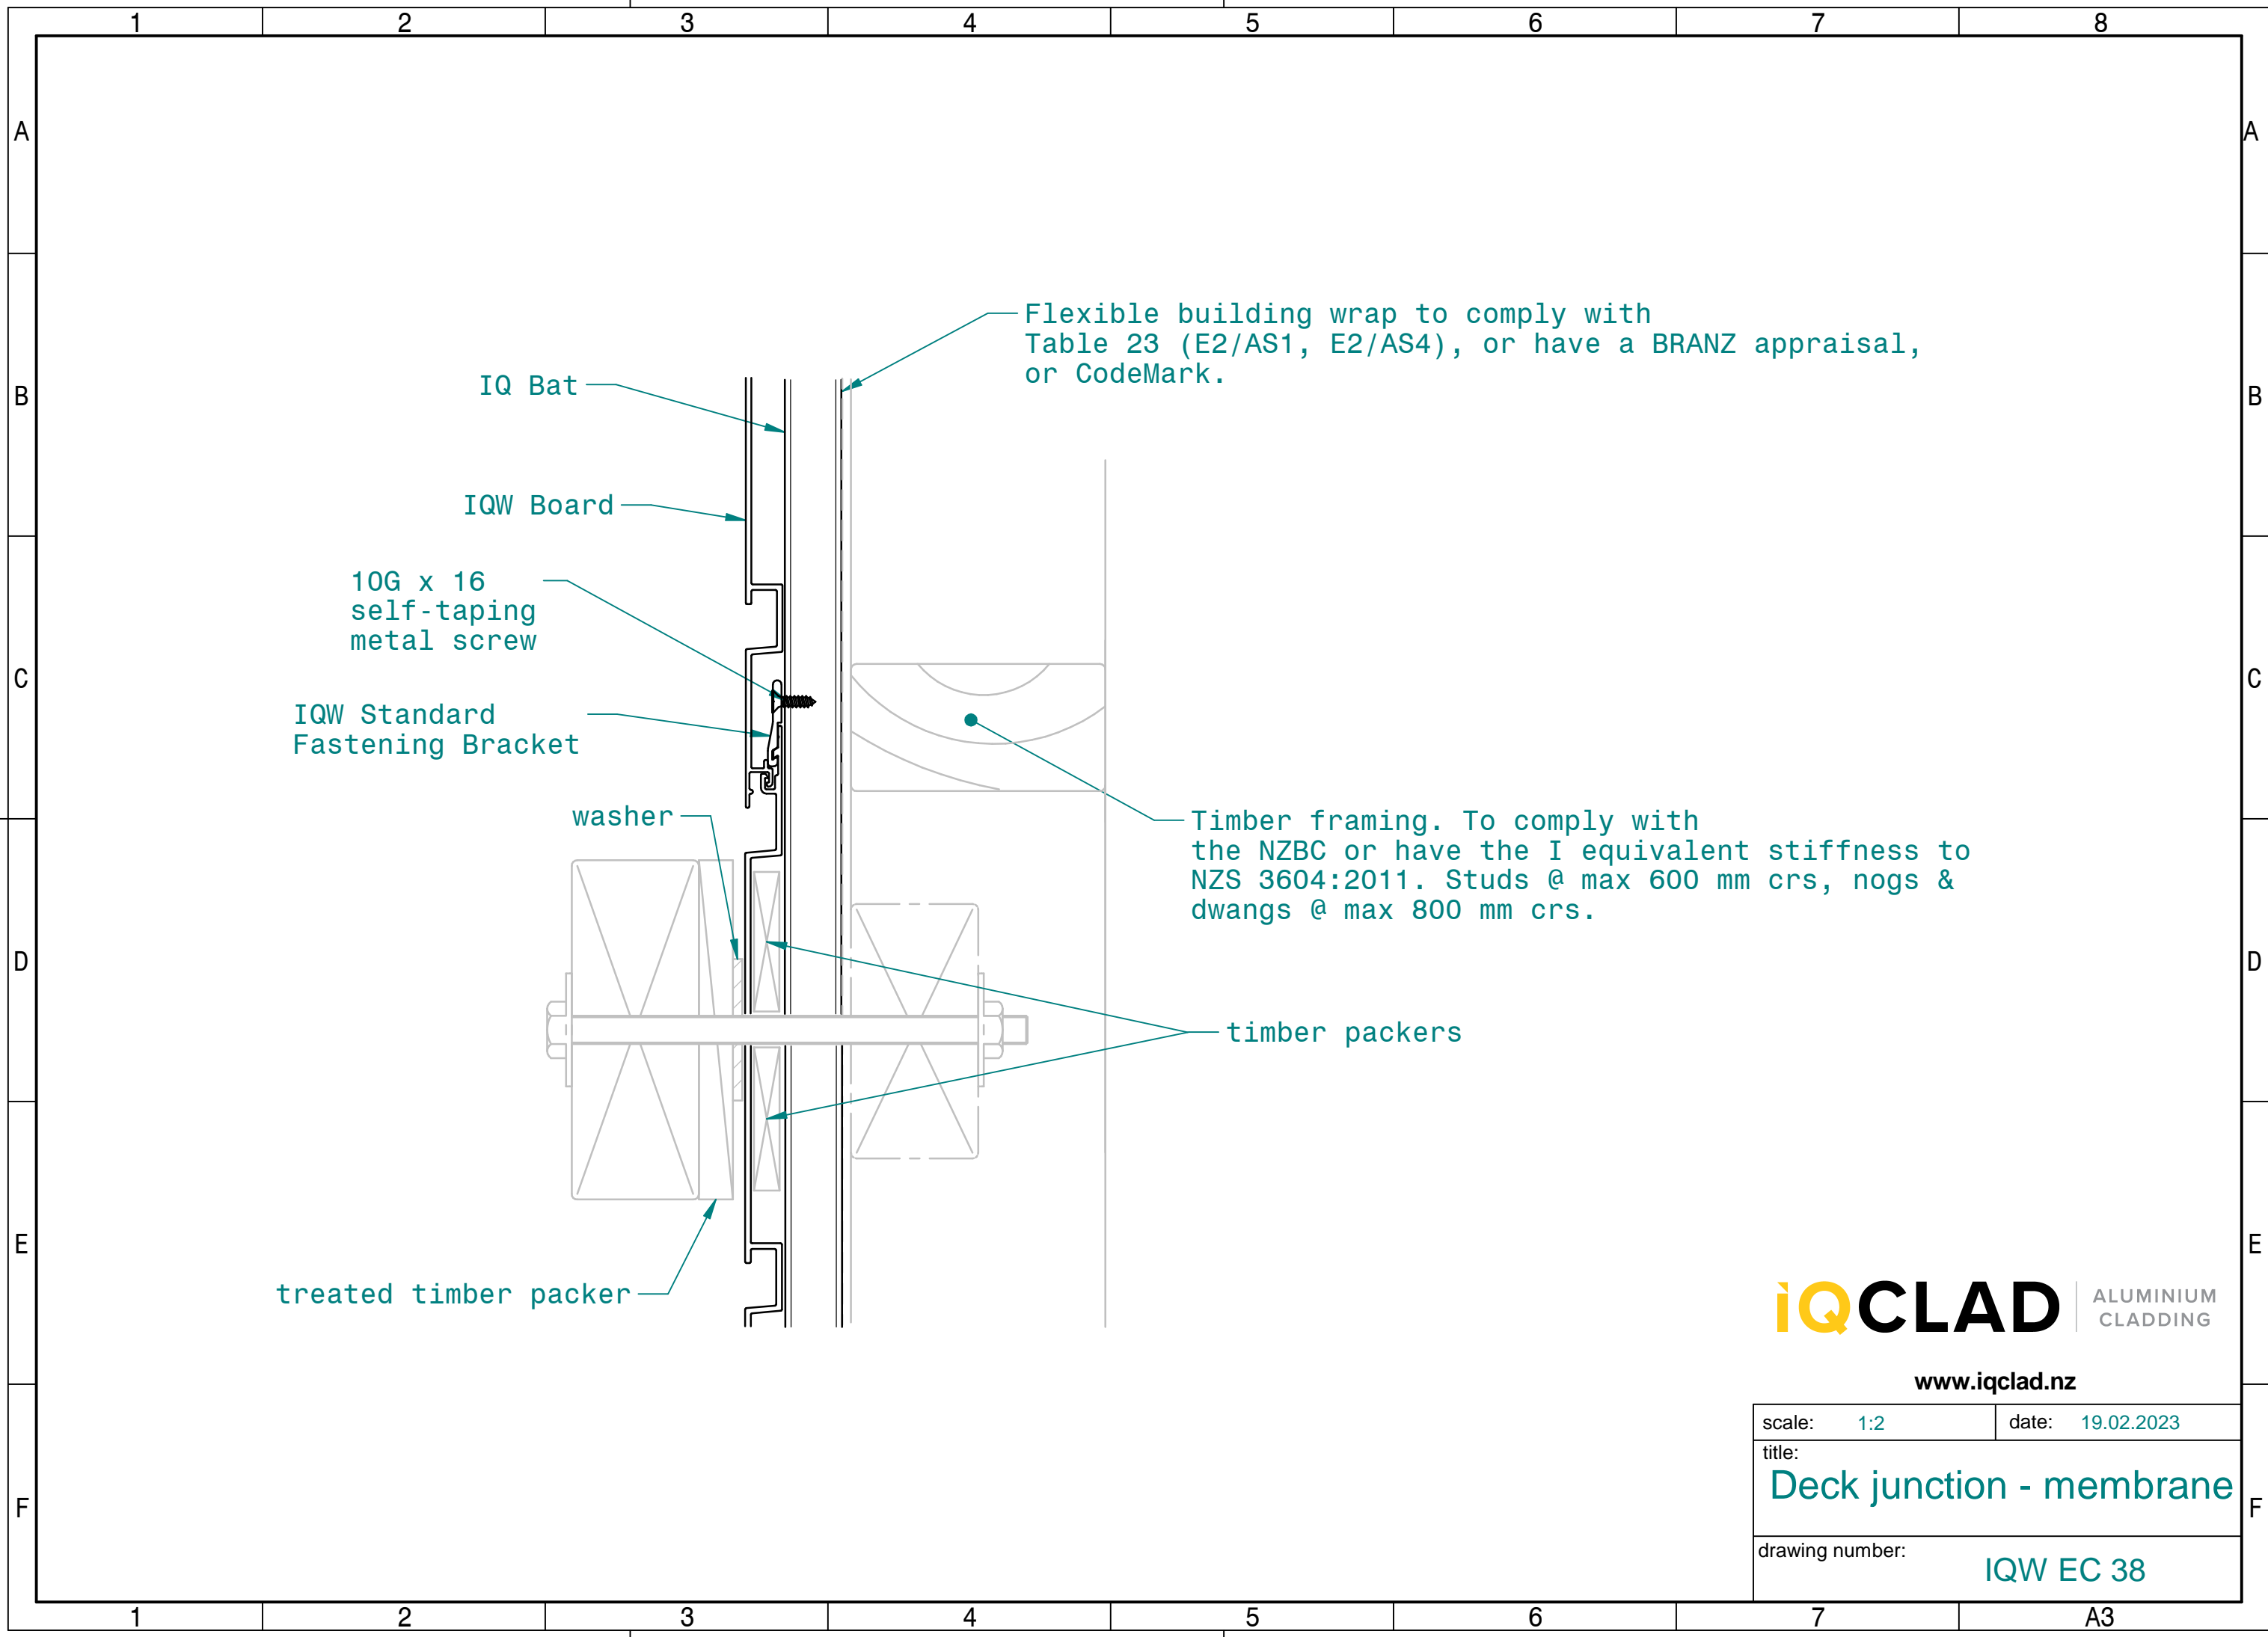 1 2 3 4 5 6 7 8
A A
Flexible building wrap to comply with
Table 23 (E2/AS1, E2/AS4), or have a BRANZ appraisal,
or CodeMark.
IQ Bat
B B
IQW Board
10G x 16
self-taping
metal screw
C C
IQW Standard
Fastening Bracket
washer
Timber framing. To comply with
the NZBC or have the I equivalent stiffness to
NZS 3604:2011. Studs @ max 600 mm crs, nogs &
dwangs @ max 800 mm crs.
D D
timber packers
E E
treated timber packer
iQCLAD
ALUMINIUM
CLADDING
www.iqclad.nz
scale: 1:2 date: 19.02.2023
title:
Deck junction - membrane
F F
drawing number:
IQW EC 38
1 2 3 4 5 6 7 A3